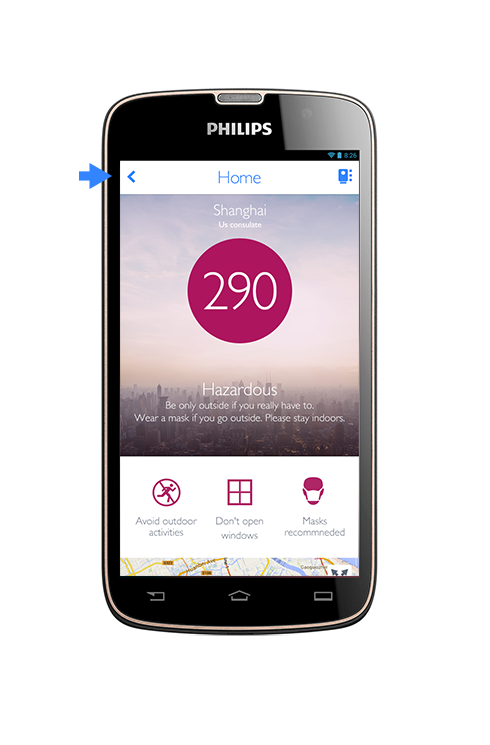 PHILIPS
8:26
Home
Shanghai
Us consulate
290
Hazardous
Be only outside if you really have to.
Wear a mask if you go outside. Please stay indoors.
Avoid outdoor
activities
Don't open
windows
Masks
recommneded